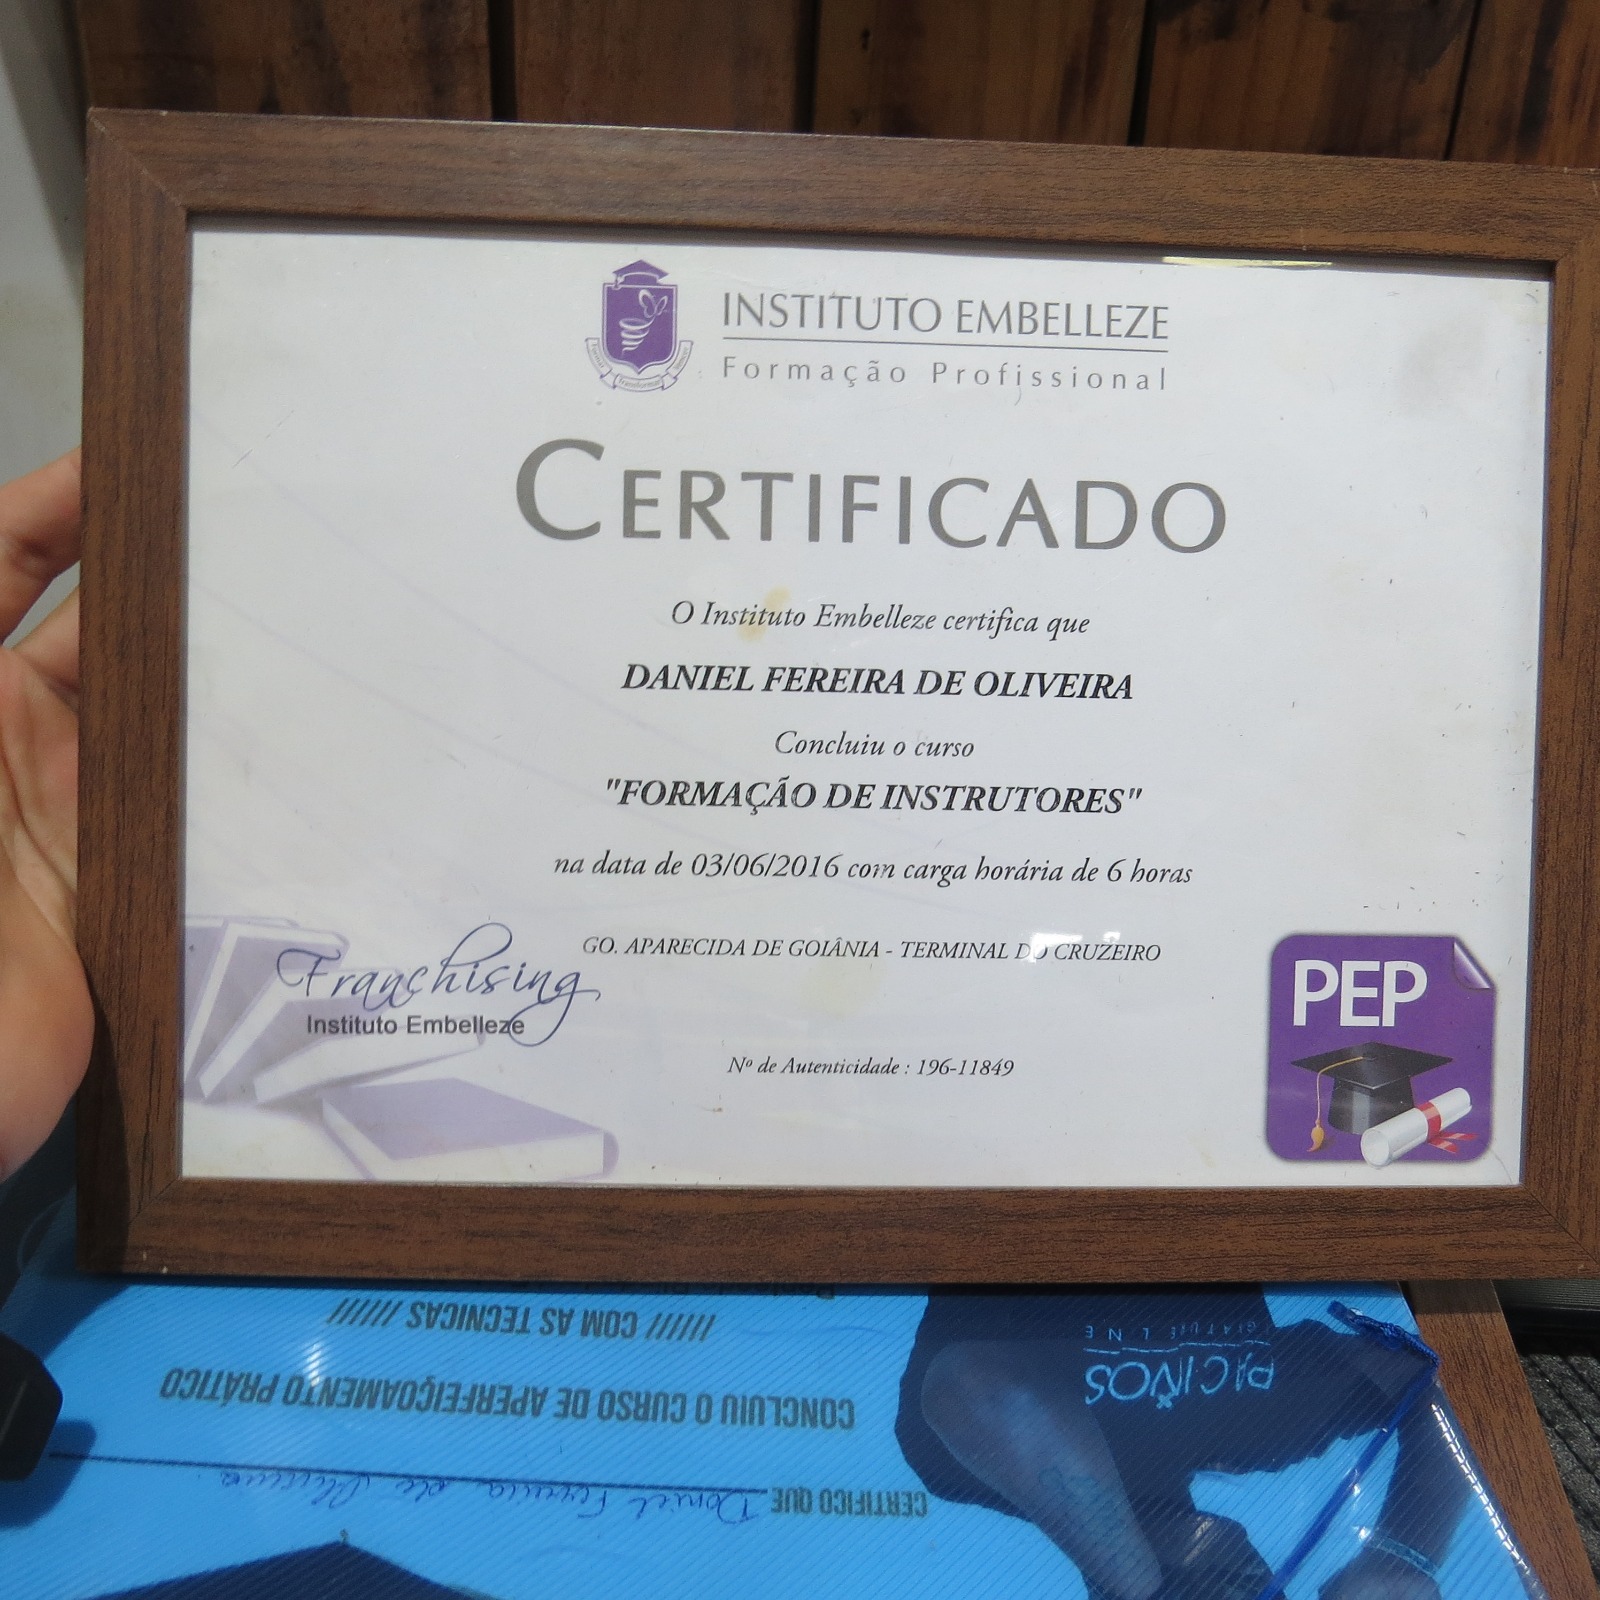 INSTITUTO EMBELLEZE
Formação Profissional
CERTIFICADO
O Instituto Embelleze certifica que
DANIEL FEREIRA DE OLIVEIRA
Concluiu o curso
"FORMAÇÃO DE INSTRUTORES"
na data de 03/06/2016 com carga horária de 6 horas
GO. APARECIDA DE GOIÂNIA - TERMINAL DO CRUZEIRO
Franchising
Instituto Embelleze
Nº de Autenticidade : 196-11849
PEP
CERTIFICO QUE Daniel Ferreira de Oliveira
CONCLUIU O CURSO DE APERFEIÇOAMENTO PRÁTICO
////// COM AS TECNICAS //////